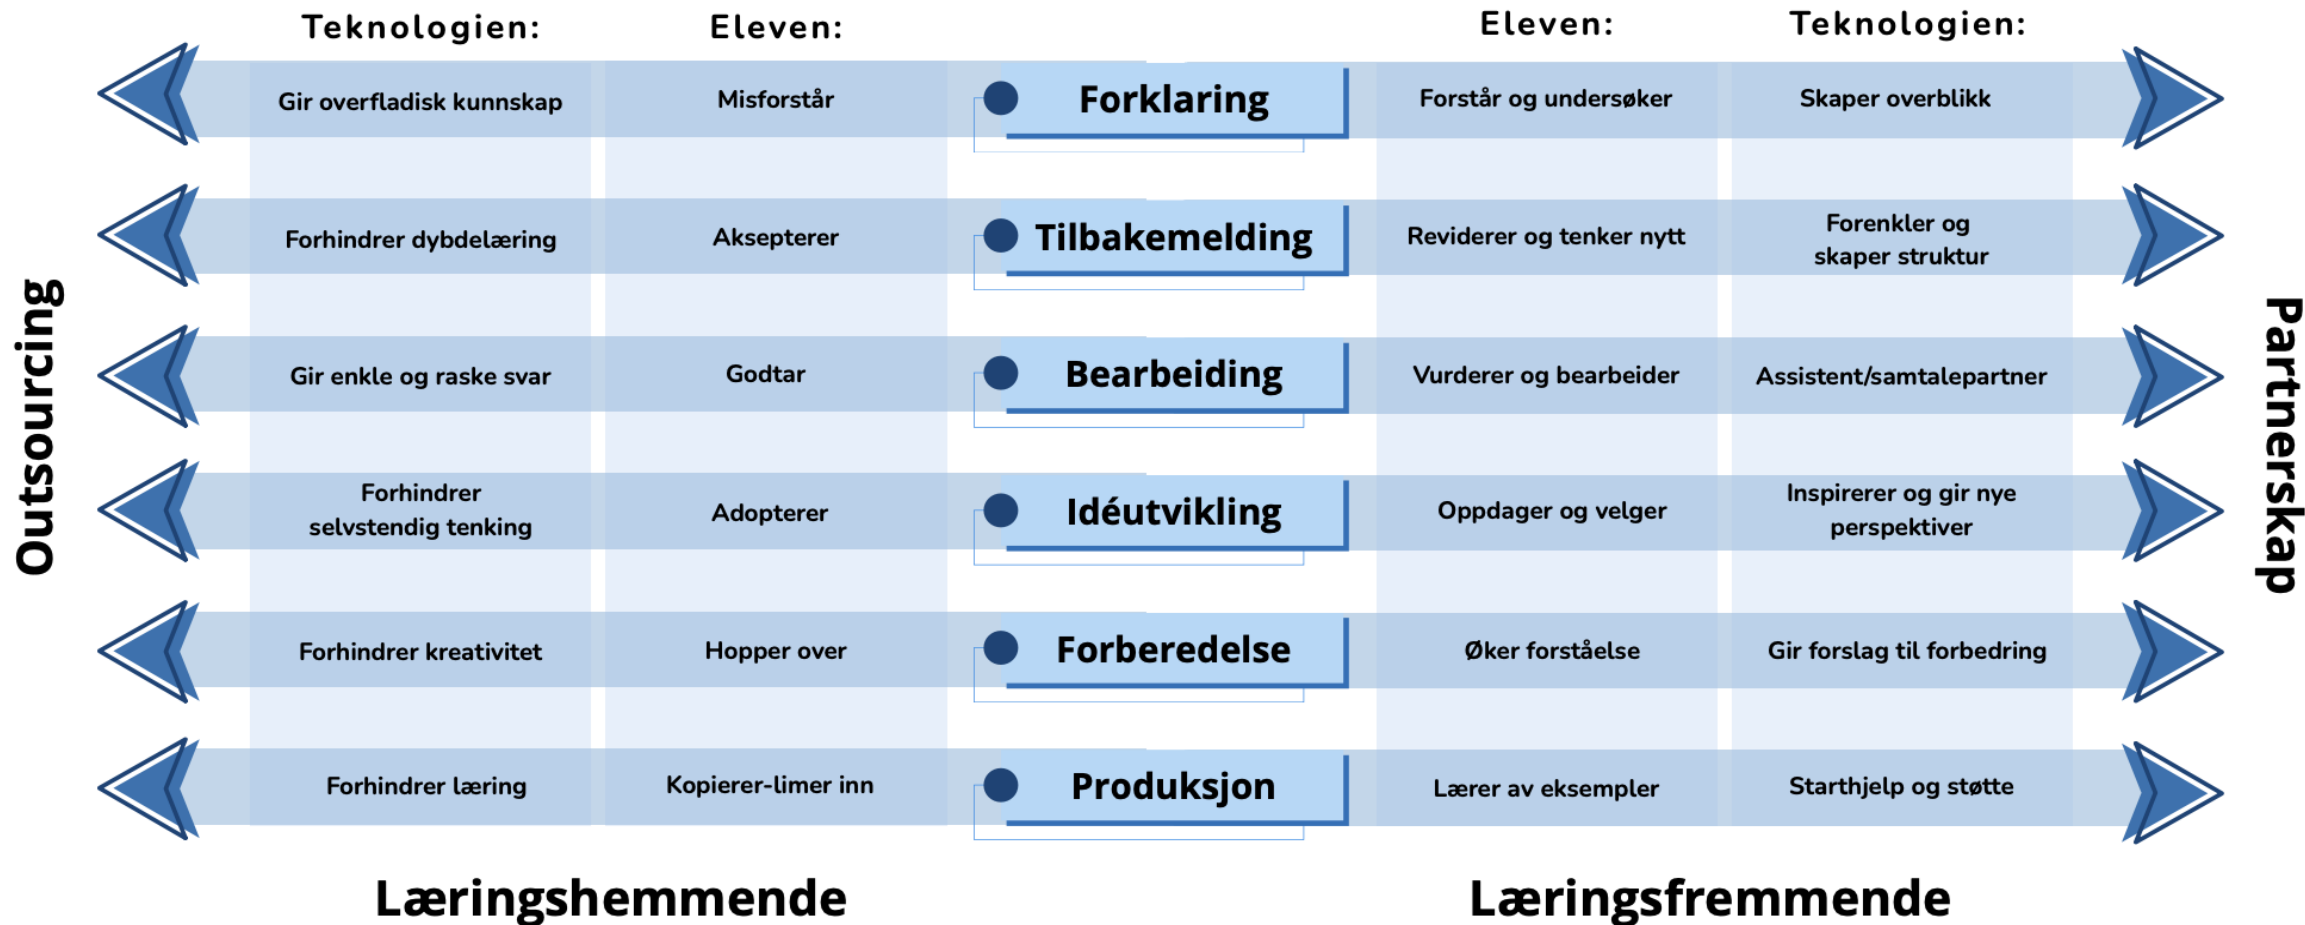 Teknologien:
Eleven:
Eleven:
Teknologien:
Gir overfladisk kunnskap
Misforstår
Forklaring
Forstår og undersøker
Skaper overblikk
Forhindrer dybdelæring
Aksepterer
Tilbakemelding
Reviderer og tenker nytt
Forenkler og
skaper struktur
Gir enkle og raske svar
Godtar
Bearbeiding
Vurderer og bearbeider
Assistent/samtalepartner
Forhindrer
selvstendig tenking
Adopterer
Idéutvikling
Oppdager og velger
Inspirerer og gir nye
perspektiver
Forhindrer kreativitet
Hopper over
Forberedelse
Øker forståelse
Gir forslag til forbedring
Forhindrer læring
Kopierer-limer inn
Produksjon
Lærer av eksempler
Starthjelp og støtte
Outsourcing
Partnerskap
Læringshemmende
Læringsfremmende